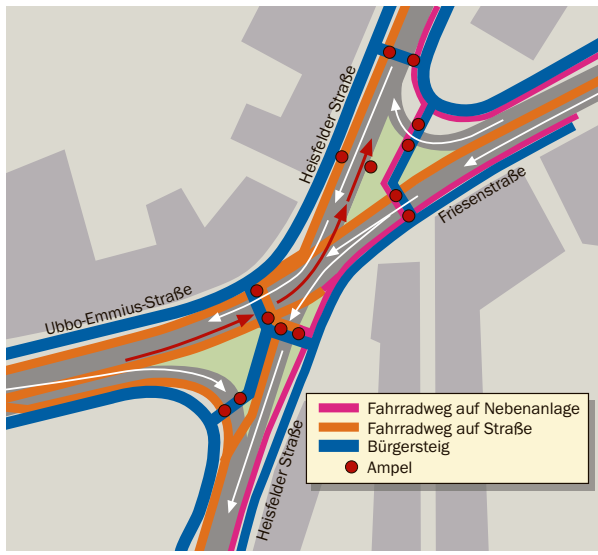 Heisfelder Straße
Friesenstraße
Ubbo-Emmius-Straße
Heisfelder Straße
Fahrradweg auf Nebenanlage
Fahrradweg auf Straße
Bürgersteig
Ampel